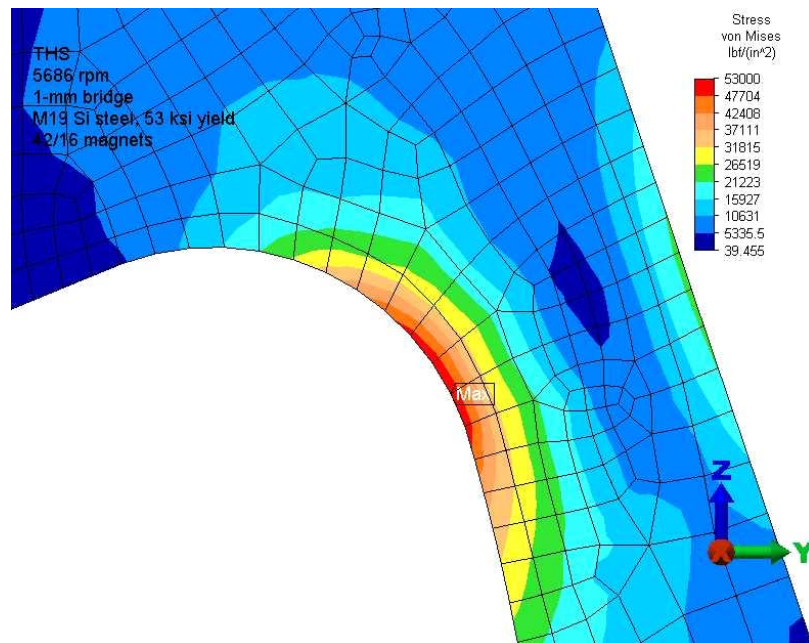 THS
5686 rpm
1-mm bridge
M19 Si steel, 53 ksi yield
42/16 magnets
Stress
von Mises
lbf/(in^2)
53000
47704
42408
37111
31815
26519
21223
15927
10631
5335.5
39.455
Max
Z
Y
X